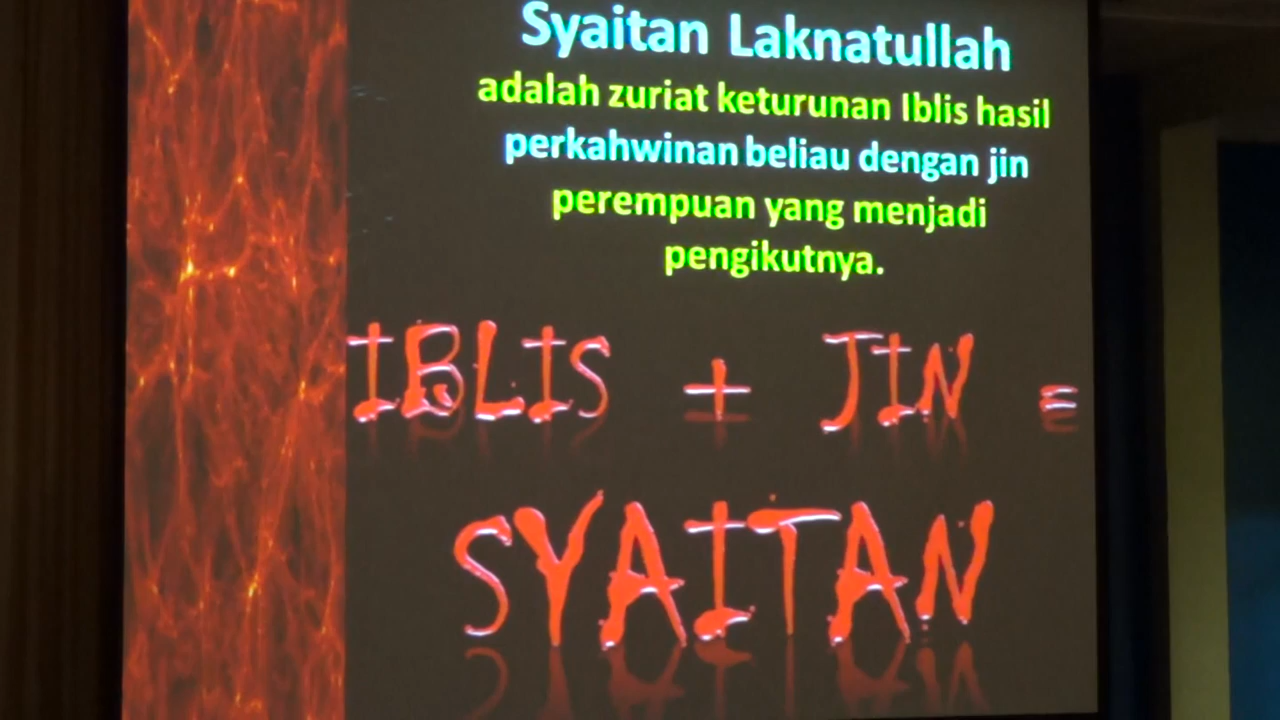 Syaitan Laknatullah
adalah zuriat keturunan Iblis hasil
perkahwinan beliau dengan jin
perempuan yang menjadi
pengikutnya.
IBLIS + JIN =
SYAITAN